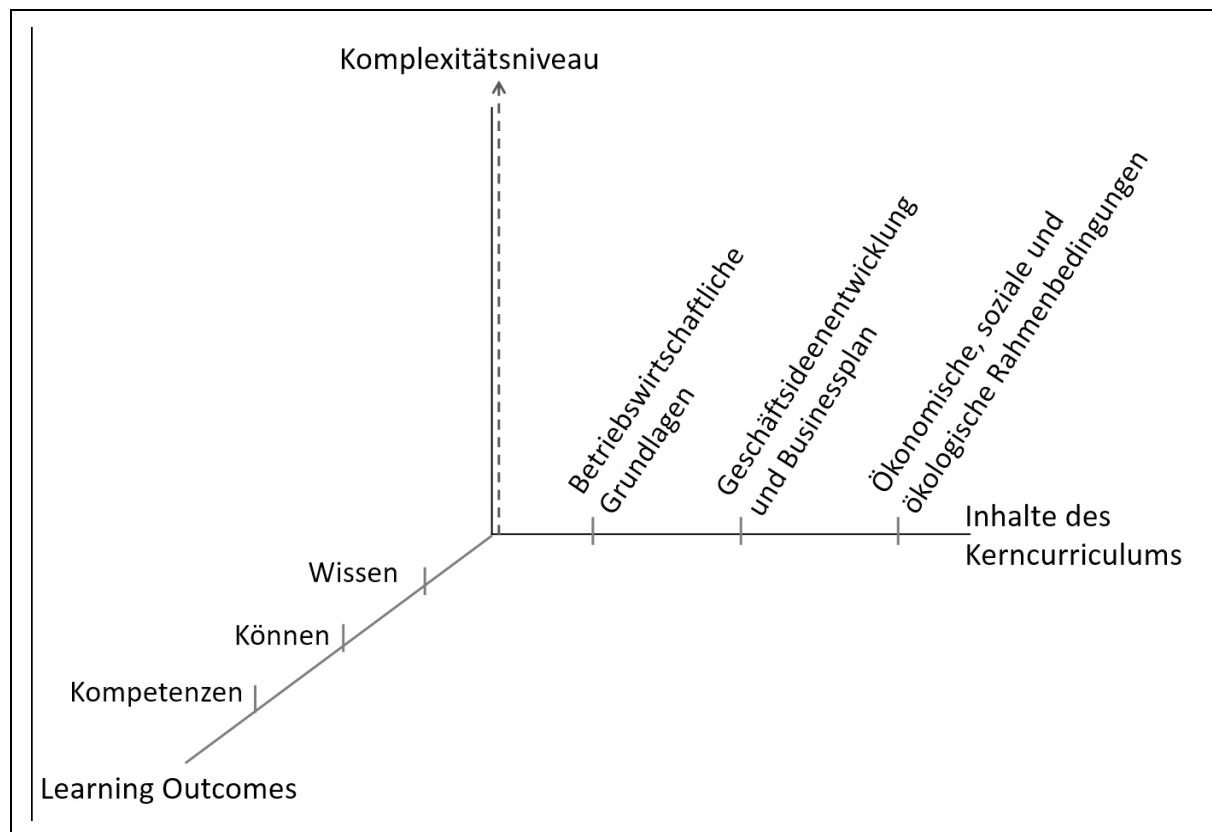 Komplexitätsniveau
Betriebswirtschaftliche
Grundlagen
Geschäftsideenentwicklung
und Businessplan
Ökonomische, soziale und
ökologische Rahmenbedingungen
Inhalte des
Kerncurriculums
Wissen
Können
Kompetenzen
Learning Outcomes